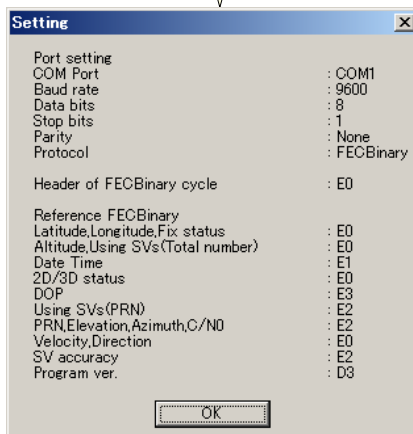 Setting
Port setting
COM Port : COM1
Baud rate : 9600
Data bits : 8
Stop bits : 1
Parity : None
Protocol : FECBinary
Header of FECBinary cycle : E0
Reference FECBinary
Latitude,Longitude,Fix status : E0
Altitude,Using SVs(Total number) : E0
Date Time : E1
2D/3D status : E0
DOP : E3
Using SVs(PRN) : E2
PRN,Elevation,Azimuth,C/N0 : E2
Velocity,Direction : E0
SV accuracy : E2
Program ver. : D3
OK